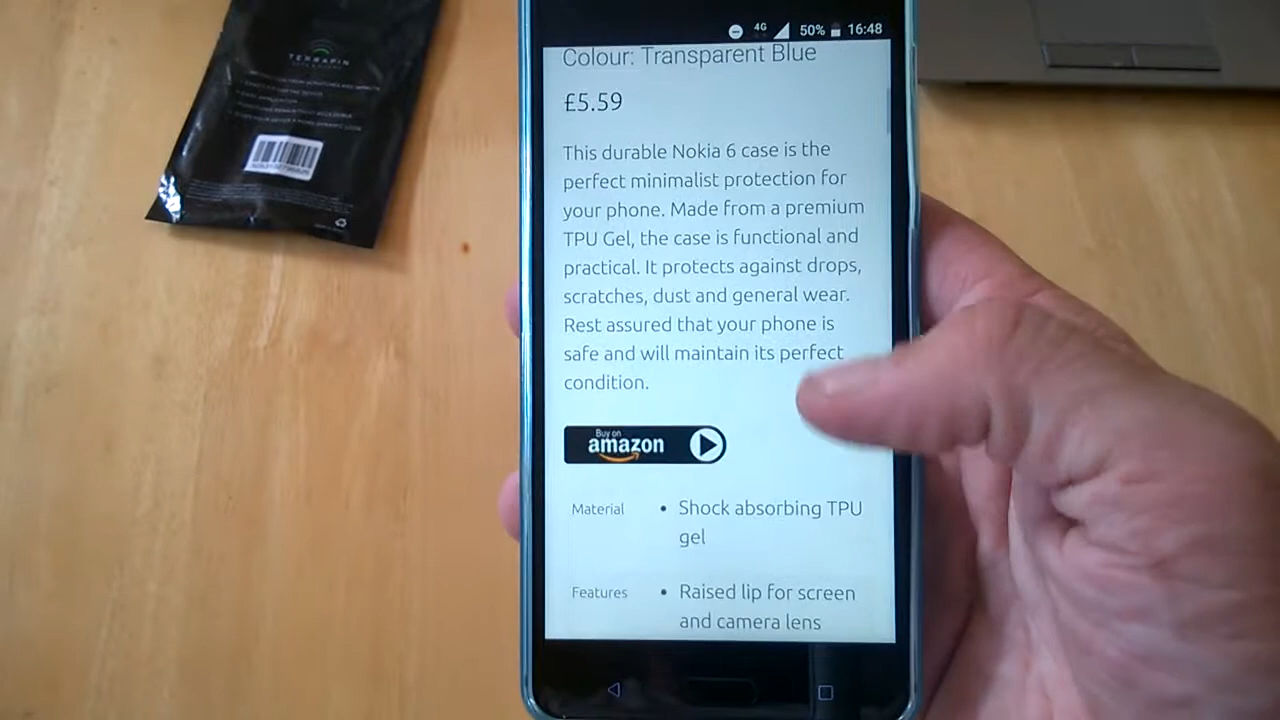 TERRAPIN
4G 50% 16:48
Colour: Transparent Blue
£5.59
This durable Nokia 6 case is the
perfect minimalist protection for
your phone. Made from a premium
TPU Gel, the case is functional and
practical. It protects against drops,
scratches, dust and general wear.
Rest assured that your phone is
safe and will maintain its perfect
condition.
Buy on
amazon
Material • Shock absorbing TPU
gel
Features • Raised lip for screen
and camera lens